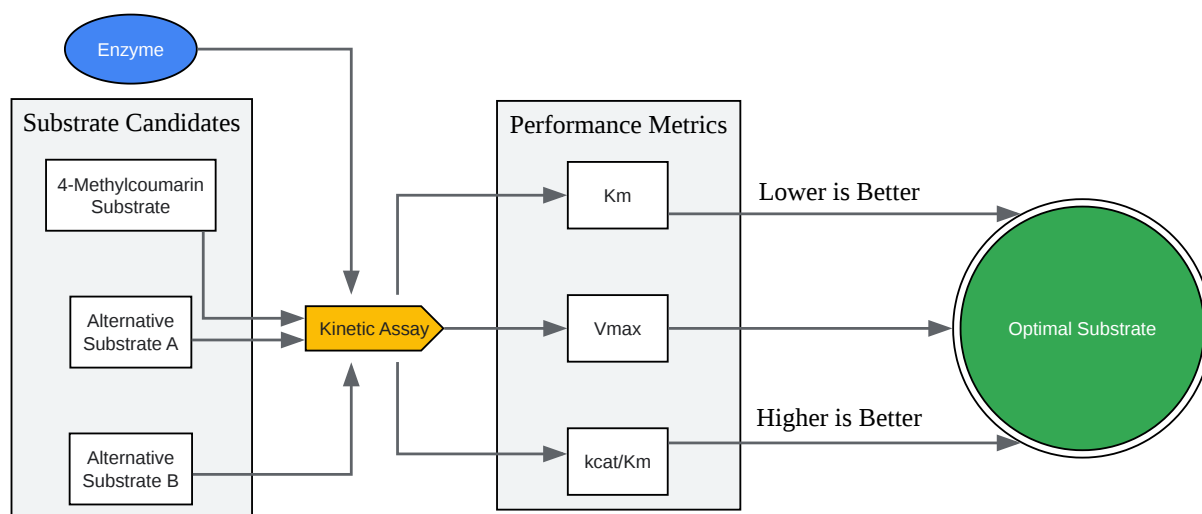 Enzyme
Substrate Candidates
4-Methylcoumarin
Substrate
Alternative
Substrate A
Alternative
Substrate B
Kinetic Assay
Performance Metrics
Km
Vmax
kcat/Km
Lower is Better
Higher is Better
Optimal Substrate